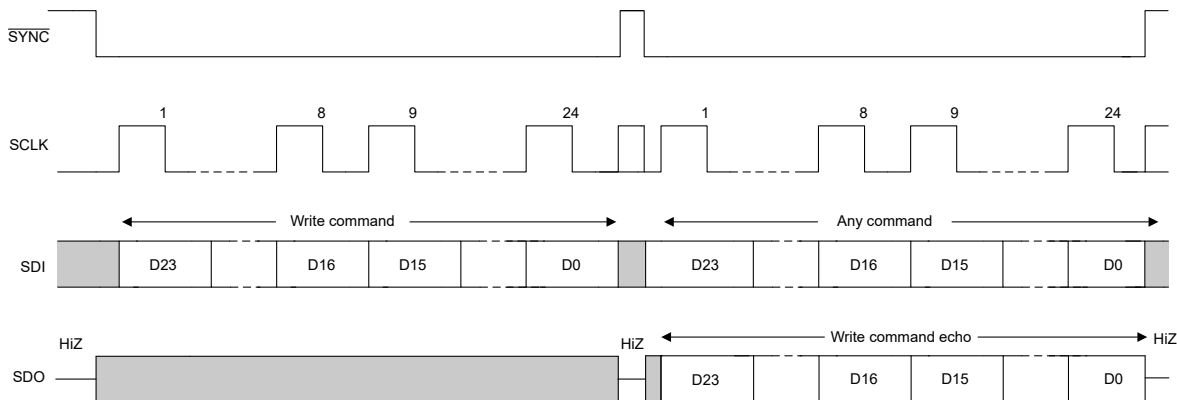 SYNC
1 8 9 24 1 8 9 24
SCLK
Write command Any command
SDI D23 D16 D15 D0 D23 D16 D15 D0
HiZ HiZ Write command echo HiZ
SDO D23 D16 D15 D0